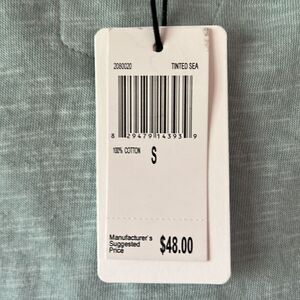 2080020 TINTED SEA
8 29479 14393 9
100% COTTON S
Manufacturer's
Suggested
Price $48.00